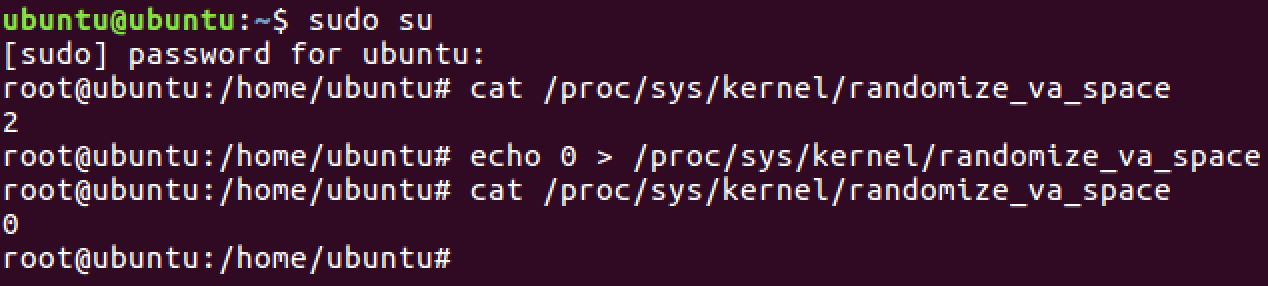 ubuntu@ubuntu:~$ sudo su
[sudo] password for ubuntu:
root@ubuntu:/home/ubuntu# cat /proc/sys/kernel/randomize_va_space
2
root@ubuntu:/home/ubuntu# echo 0 > /proc/sys/kernel/randomize_va_space
root@ubuntu:/home/ubuntu# cat /proc/sys/kernel/randomize_va_space
0
root@ubuntu:/home/ubuntu#